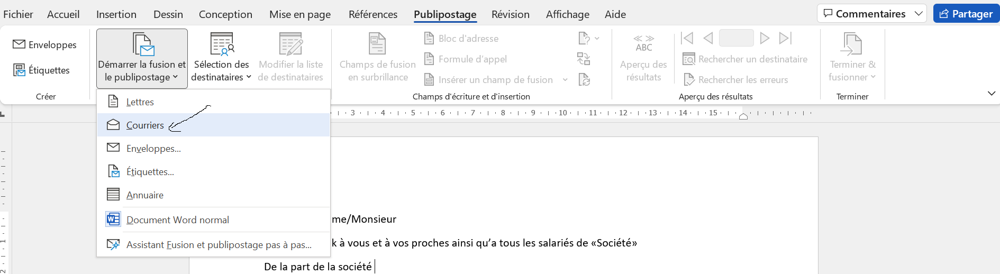 Fichier Accueil Insertion Dessin Conception Mise en page Références Publipostage Révision Affichage Aide Commentaires Partager
Enveloppes
Étiquettes
Créer
Démarrer la fusion et
le publipostage
Sélection des
destinataires
Modifier la liste
de destinataires
Champs de fusion
en surbrillance
Bloc d'adresse
Formule d'appel
Insérer un champ de fusion
Champs d'écriture et d'insertion
ABC
Aperçu des
résultats
Rechercher un destinataire
Rechercher les erreurs
Aperçu des résultats
Terminer &
fusionner
Terminer
Lettres
Courriers
Enveloppes...
Étiquettes...
Annuaire
Document Word normal
Assistant Fusion et publipostage pas à pas...
3 4 5 6 7 8 9 10 11 12 13 14 15
1
2
me/Monsieur
k à vous et à vos proches ainsi qu'a tous les salariés de «Société»
De la part de la société